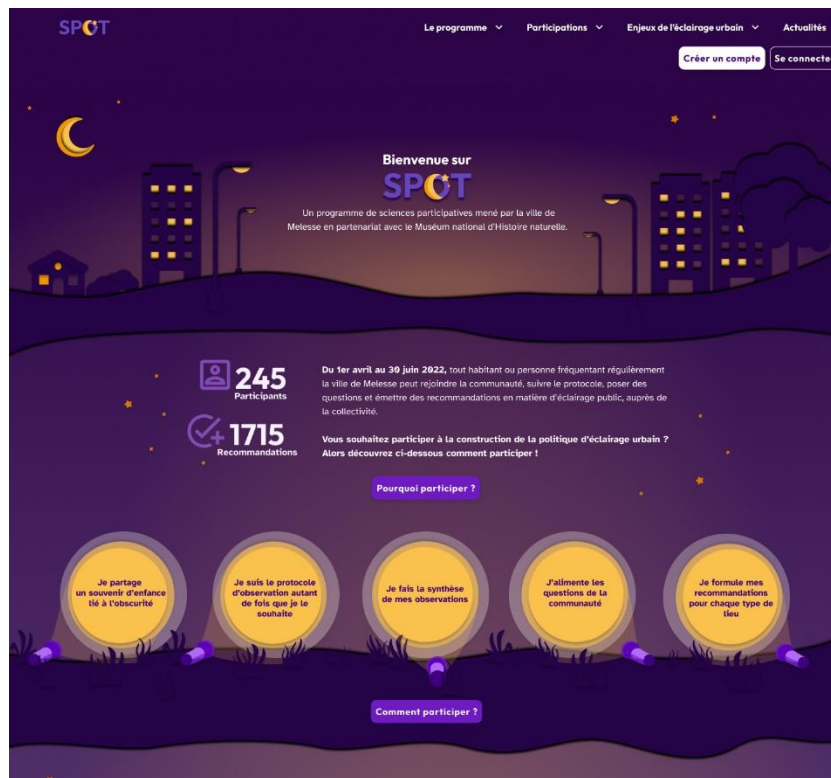 SPOT
Le programme
Participations
Enjeux de l'éclairage urbain
Actualités
Créer un compte
Se connecte
Bienvenue sur
SPOT
Un programme de sciences participatives mené par la ville de
Melesse en partenariat avec le Muséum national d'Histoire naturelle.
245
Participants
1715
Recommandations
Du 1er avril au 30 juin 2022, tout habitant ou personne fréquentant régulièrement
la ville de Melesse peut rejoindre la communauté, suivre le protocole, poser des
questions et émettre des recommandations en matière d'éclairage public, auprès de
la collectivité.
Vous souhaitez participer à la construction de la politique d'éclairage urbain ?
Alors découvrez ci-dessous comment participer !
Pourquoi participer ?
Je partage
un souvenir d'enfance
lié à l'obscurité
Je suis le protocole
d'observation autant
de fois que je le
souhaite
Je fais la synthèse
de mes observations
J'alimente les
questions de la
communauté
Je formule mes
recommandations
pour chaque type de
lieu
Comment participer ?